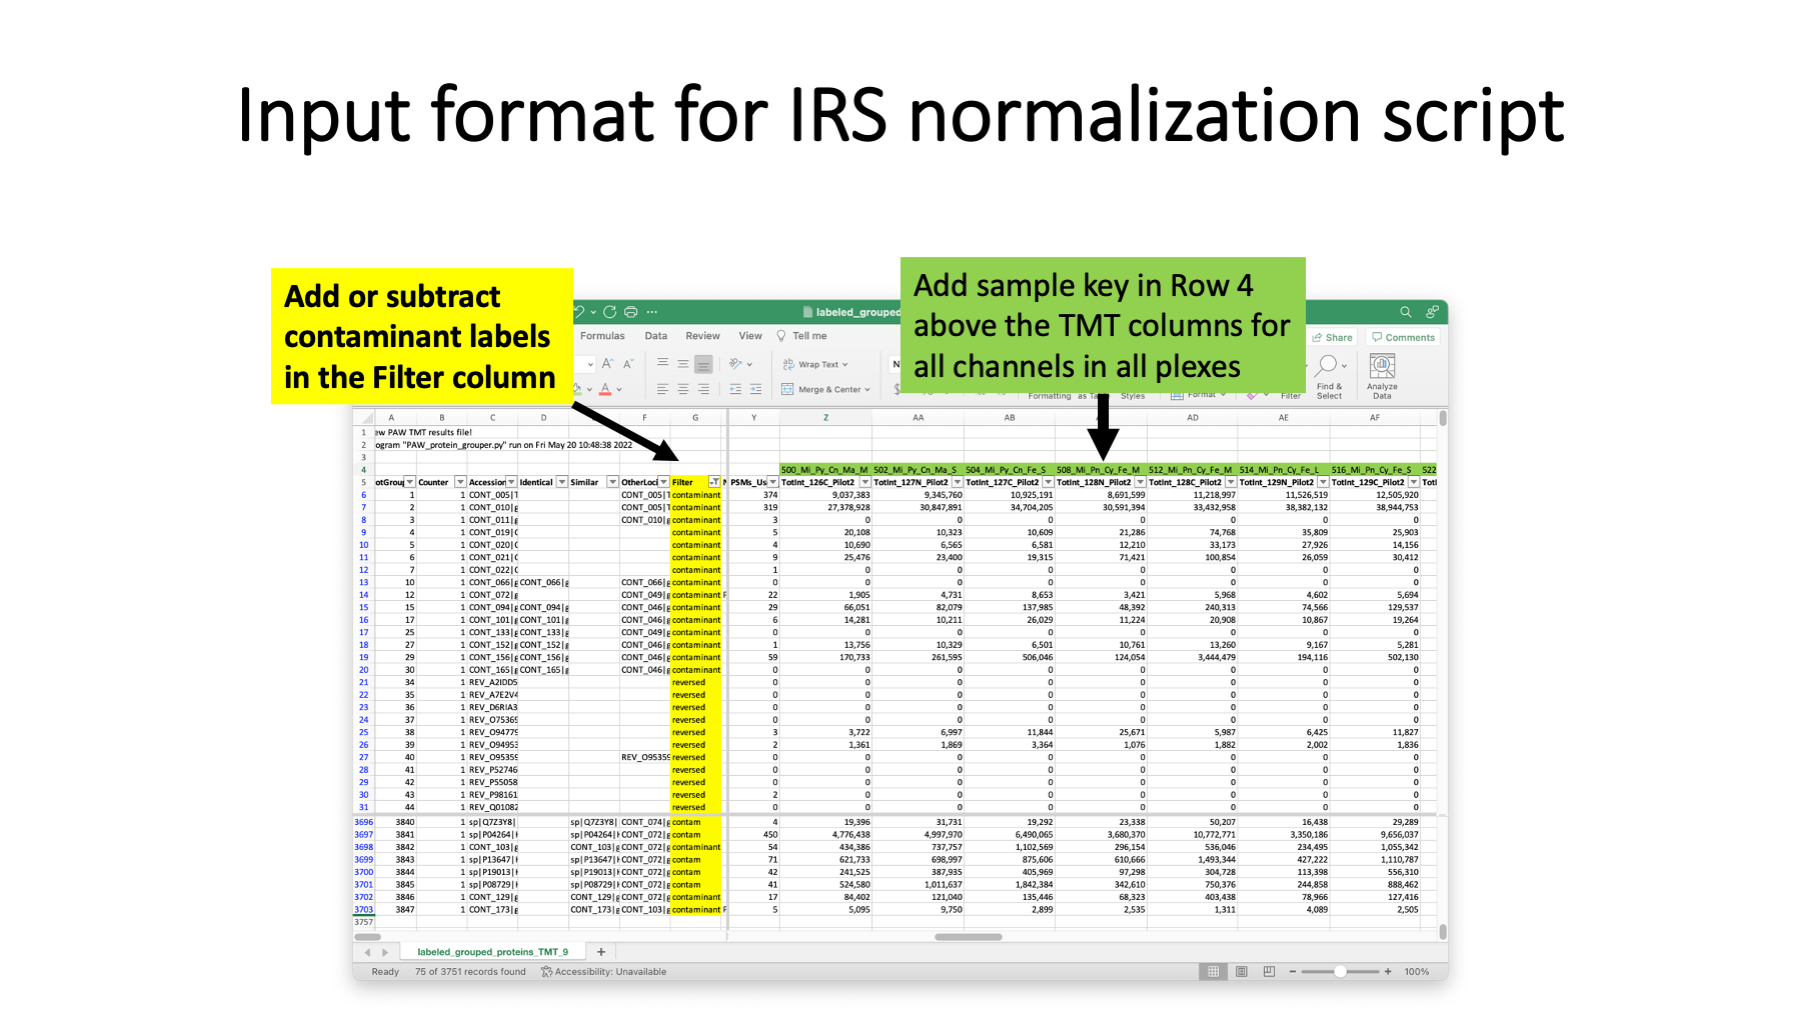 Input format for IRS normalization script
Add or subtract
contaminant labels
in the Filter column
Add sample key in Row 4
above the TMT columns for
all channels in all plexes
labeled_grouped
Formulas Data Review View Tell me
Share Comments
Wrap Text
Merge & Center
Formatting as Styles Format Filter
Find & Select
Analyze Data
A B C D F G Y Z AA AB AD AE AF
1 ew PAW TMT results file!
2 ogram "PAW_protein_grouper.py" run on Fri May 20 10:48:38 2022
3
4 500_Mi_Py_Cn_Ma_M 502_Mi_Py_Cn_Ma_S 504_Mi_Py_Cn_Fe_S 508_Mi_Pn_Cy_Fe_M 512_Mi_Pn_Cy_Fe_M 514_Mi_Pn_Cy_Fe_L 516_Mi_Pn_Cy_Fe_S 522
5 otGroup Counter Accession Identical Similar OtherLoci Filter PSMs_Us TotInt_126C_Pilot2 TotInt_127N_Pilot2 TotInt_127C_Pilot2 TotInt_128N_Pilot2 TotInt_128C_Pilot2 TotInt_129N_Pilot2 TotInt_129C_Pilot2 TotI
6 1 1 CONT_005|T CONT_005|T contaminant 374 9,037,383 9,345,760 10,925,191 8,691,599 11,218,997 11,526,519 12,505,920
7 2 1 CONT_010|g CONT_005|T contaminant 319 27,378,928 30,847,891 34,704,205 30,591,394 33,432,958 38,382,132 38,944,753
8 3 1 CONT_011|g CONT_010|g contaminant 3 0 0 0 0 0 0 0
9 4 1 CONT_019|C contaminant 5 20,108 10,323 10,609 21,286 74,768 35,809 25,903
10 5 1 CONT_020|C contaminant 4 10,690 6,565 6,581 12,210 33,173 27,926 14,156
11 6 1 CONT_021|C contaminant 9 25,476 23,400 19,315 71,421 100,854 26,059 30,412
12 7 1 CONT_022|C contaminant 1 0 0 0 0 0 0 0
13 10 1 CONT_066|g CONT_066|g CONT_066|g contaminant 0 0 0 0 0 0 0 0
14 12 1 CONT_072|g CONT_049|g contaminant F 22 1,905 4,731 8,653 3,421 5,968 4,602 5,694
15 15 1 CONT_094|g CONT_094|g CONT_046|g contaminant 29 66,051 82,079 137,985 48,392 240,313 74,566 129,537
16 17 1 CONT_101|g CONT_101|g CONT_046|g contaminant 6 14,281 10,211 26,029 11,224 20,908 10,867 19,264
17 25 1 CONT_133|g CONT_133|g CONT_049|g contaminant 0 0 0 0 0 0 0 0
18 27 1 CONT_152|g CONT_152|g CONT_046|g contaminant 1 13,756 10,329 6,501 10,761 13,260 9,167 5,281
19 29 1 CONT_156|g CONT_156|g CONT_046|g contaminant 59 170,733 261,595 506,046 124,054 3,444,479 194,116 502,130
20 30 1 CONT_165|g CONT_165|g CONT_046|g contaminant 0 0 0 0 0 0 0 0
21 34 1 REV_A2IDD5 reversed 0 0 0 0 0 0 0 0
22 35 1 REV_A7E2V4 reversed 0 0 0 0 0 0 0 0
23 36 1 REV_D6RIA3 reversed 0 0 0 0 0 0 0 0
24 37 1 REV_O75369 reversed 0 0 0 0 0 0 0 0
25 38 1 REV_O94779 reversed 3 3,722 6,997 11,844 25,671 5,987 6,425 11,827
26 39 1 REV_O94953 reversed 2 1,361 1,869 3,364 1,076 1,882 2,002 1,836
27 40 1 REV_O95359 REV_O95359 reversed 0 0 0 0 0 0 0 0
28 41 1 REV_P52746 reversed 0 0 0 0 0 0 0 0
29 42 1 REV_P55058 reversed 0 0 0 0 0 0 0 0
30 43 1 REV_P98161 reversed 2 0 0 0 0 0 0 0
31 44 1 REV_Q01082 reversed 0 0 0 0 0 0 0 0
3696 3840 1 sp|Q7Z3Y8| sp|Q7Z3Y8| CONT_074|g contam 4 19,396 31,731 19,292 23,338 50,207 16,438 29,289
3697 3841 1 sp|P04264|H sp|P04264|H CONT_072|g contam 450 4,776,438 4,997,970 6,490,065 3,680,370 10,772,771 3,350,186 9,656,037
3698 3842 1 CONT_103|g CONT_103|g CONT_072|g contaminant 54 434,386 737,757 1,102,569 296,154 536,046 234,495 1,055,342
3699 3843 1 sp|P13647|H sp|P13647|H CONT_072|g contam 71 621,733 698,997 875,606 610,666 1,493,344 427,222 1,110,787
3700 3844 1 sp|P19013|H sp|P19013|H CONT_072|g contam 42 241,525 387,935 405,969 97,298 304,728 113,398 556,310
3701 3845 1 sp|P08729|H sp|P08729|H CONT_072|g contam 41 524,580 1,011,637 1,842,384 342,610 750,376 244,858 888,462
3702 3846 1 CONT_129|g CONT_129|g CONT_072|g contaminant 17 84,402 121,040 135,446 68,323 403,438 78,966 127,416
3703 3847 1 CONT_173|g CONT_173|g CONT_103|g contaminant F 5 5,095 9,750 2,899 2,535 1,311 4,089 2,505
3757
labeled_grouped_proteins_TMT_9 +
Ready 75 of 3751 records found Accessibility: Unavailable 100%